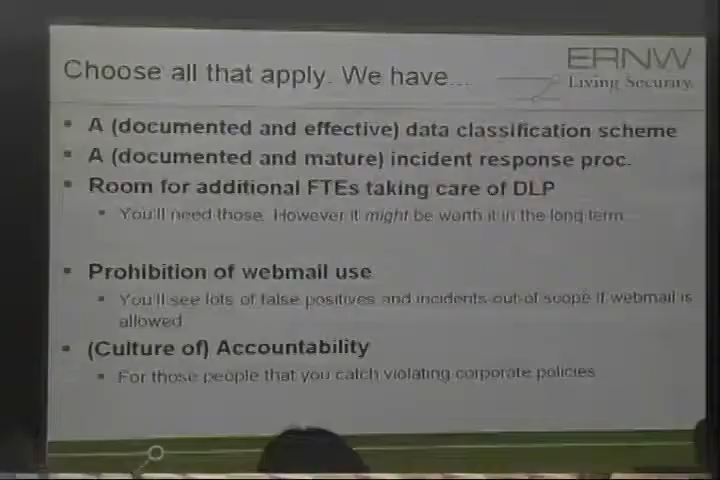 Choose all that apply. We have...
ERNW
Living Security.
A (documented and effective) data classification scheme
A (documented and mature) incident response proc.
Room for additional FTEs taking care of DLP
You'll need those. However it might be worth it in the long term.
Prohibition of webmail use
You'll see lots of false positives and incidents out of scope if webmail is
allowed
(Culture of) Accountability
For those people that you catch violating corporate policies